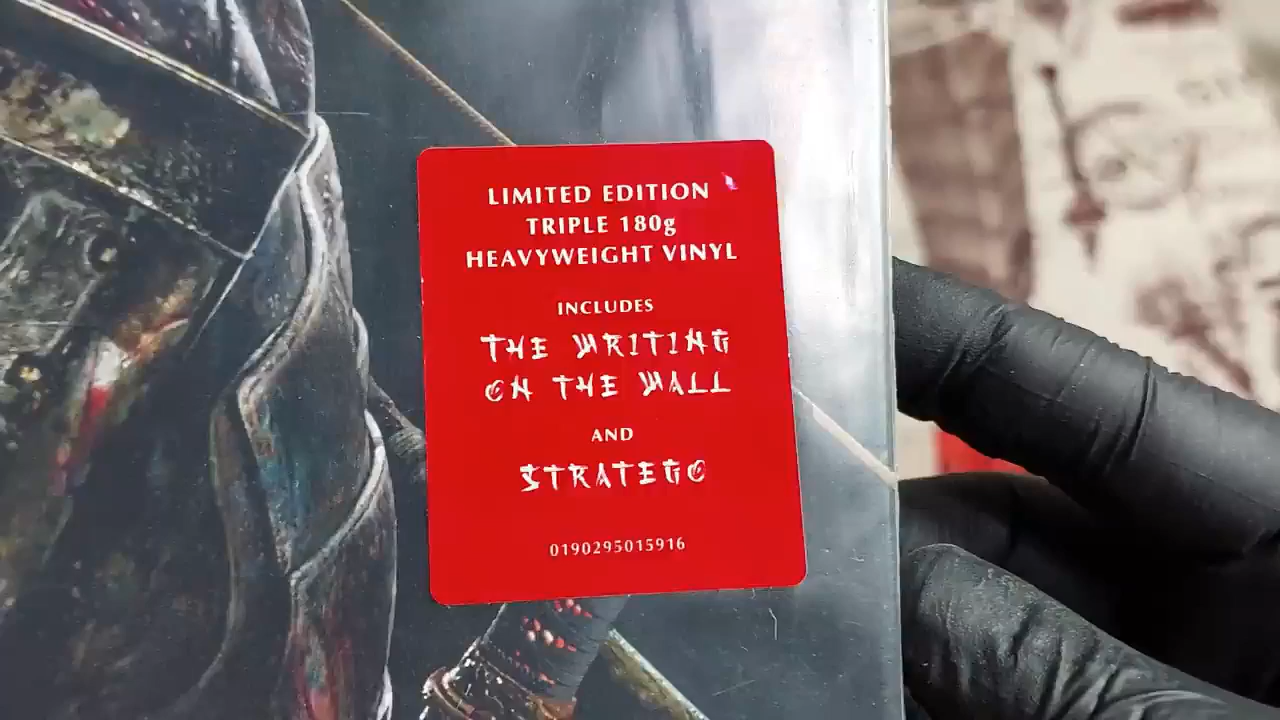 LIMITED EDITION
TRIPLE 180g
HEAVYWEIGHT VINYL
INCLUDES
THE WRITING
ON THE WALL
AND
STRATEGO
0190295015916